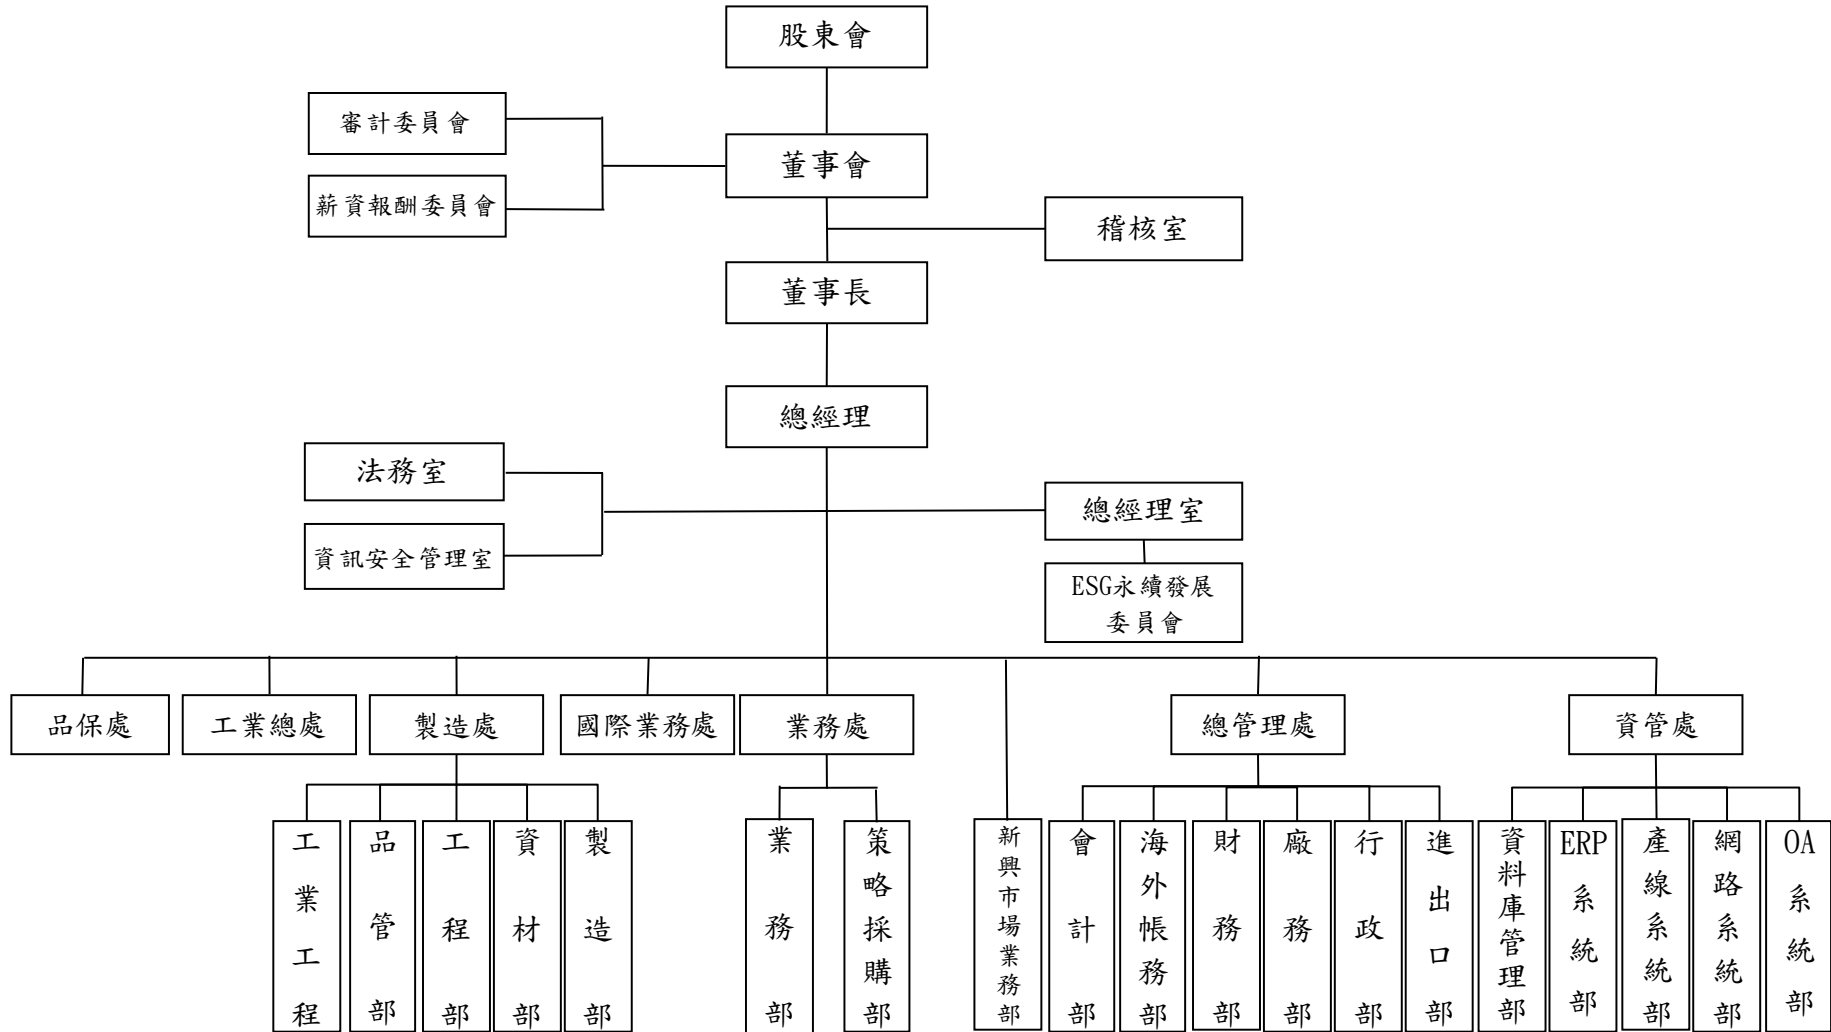 股東會
審計委員會
董事會
薪資報酬委員會
稽核室
董事長
總經理
法務室
總經理室
資訊安全管理室
ESG永續發展
委員會
品保處
工業總處
製造處
國際業務處
業務處
總管理處
資管處
工業工程
品管部
工程部
資材部
製造部
業務部
策略採購部
新興市場業務部
會計部
海外帳務部
財務部
廠務部
行政部
進出口部
資料庫管理部
ERP系統部
產線系統部
網路系統部
OA系統部